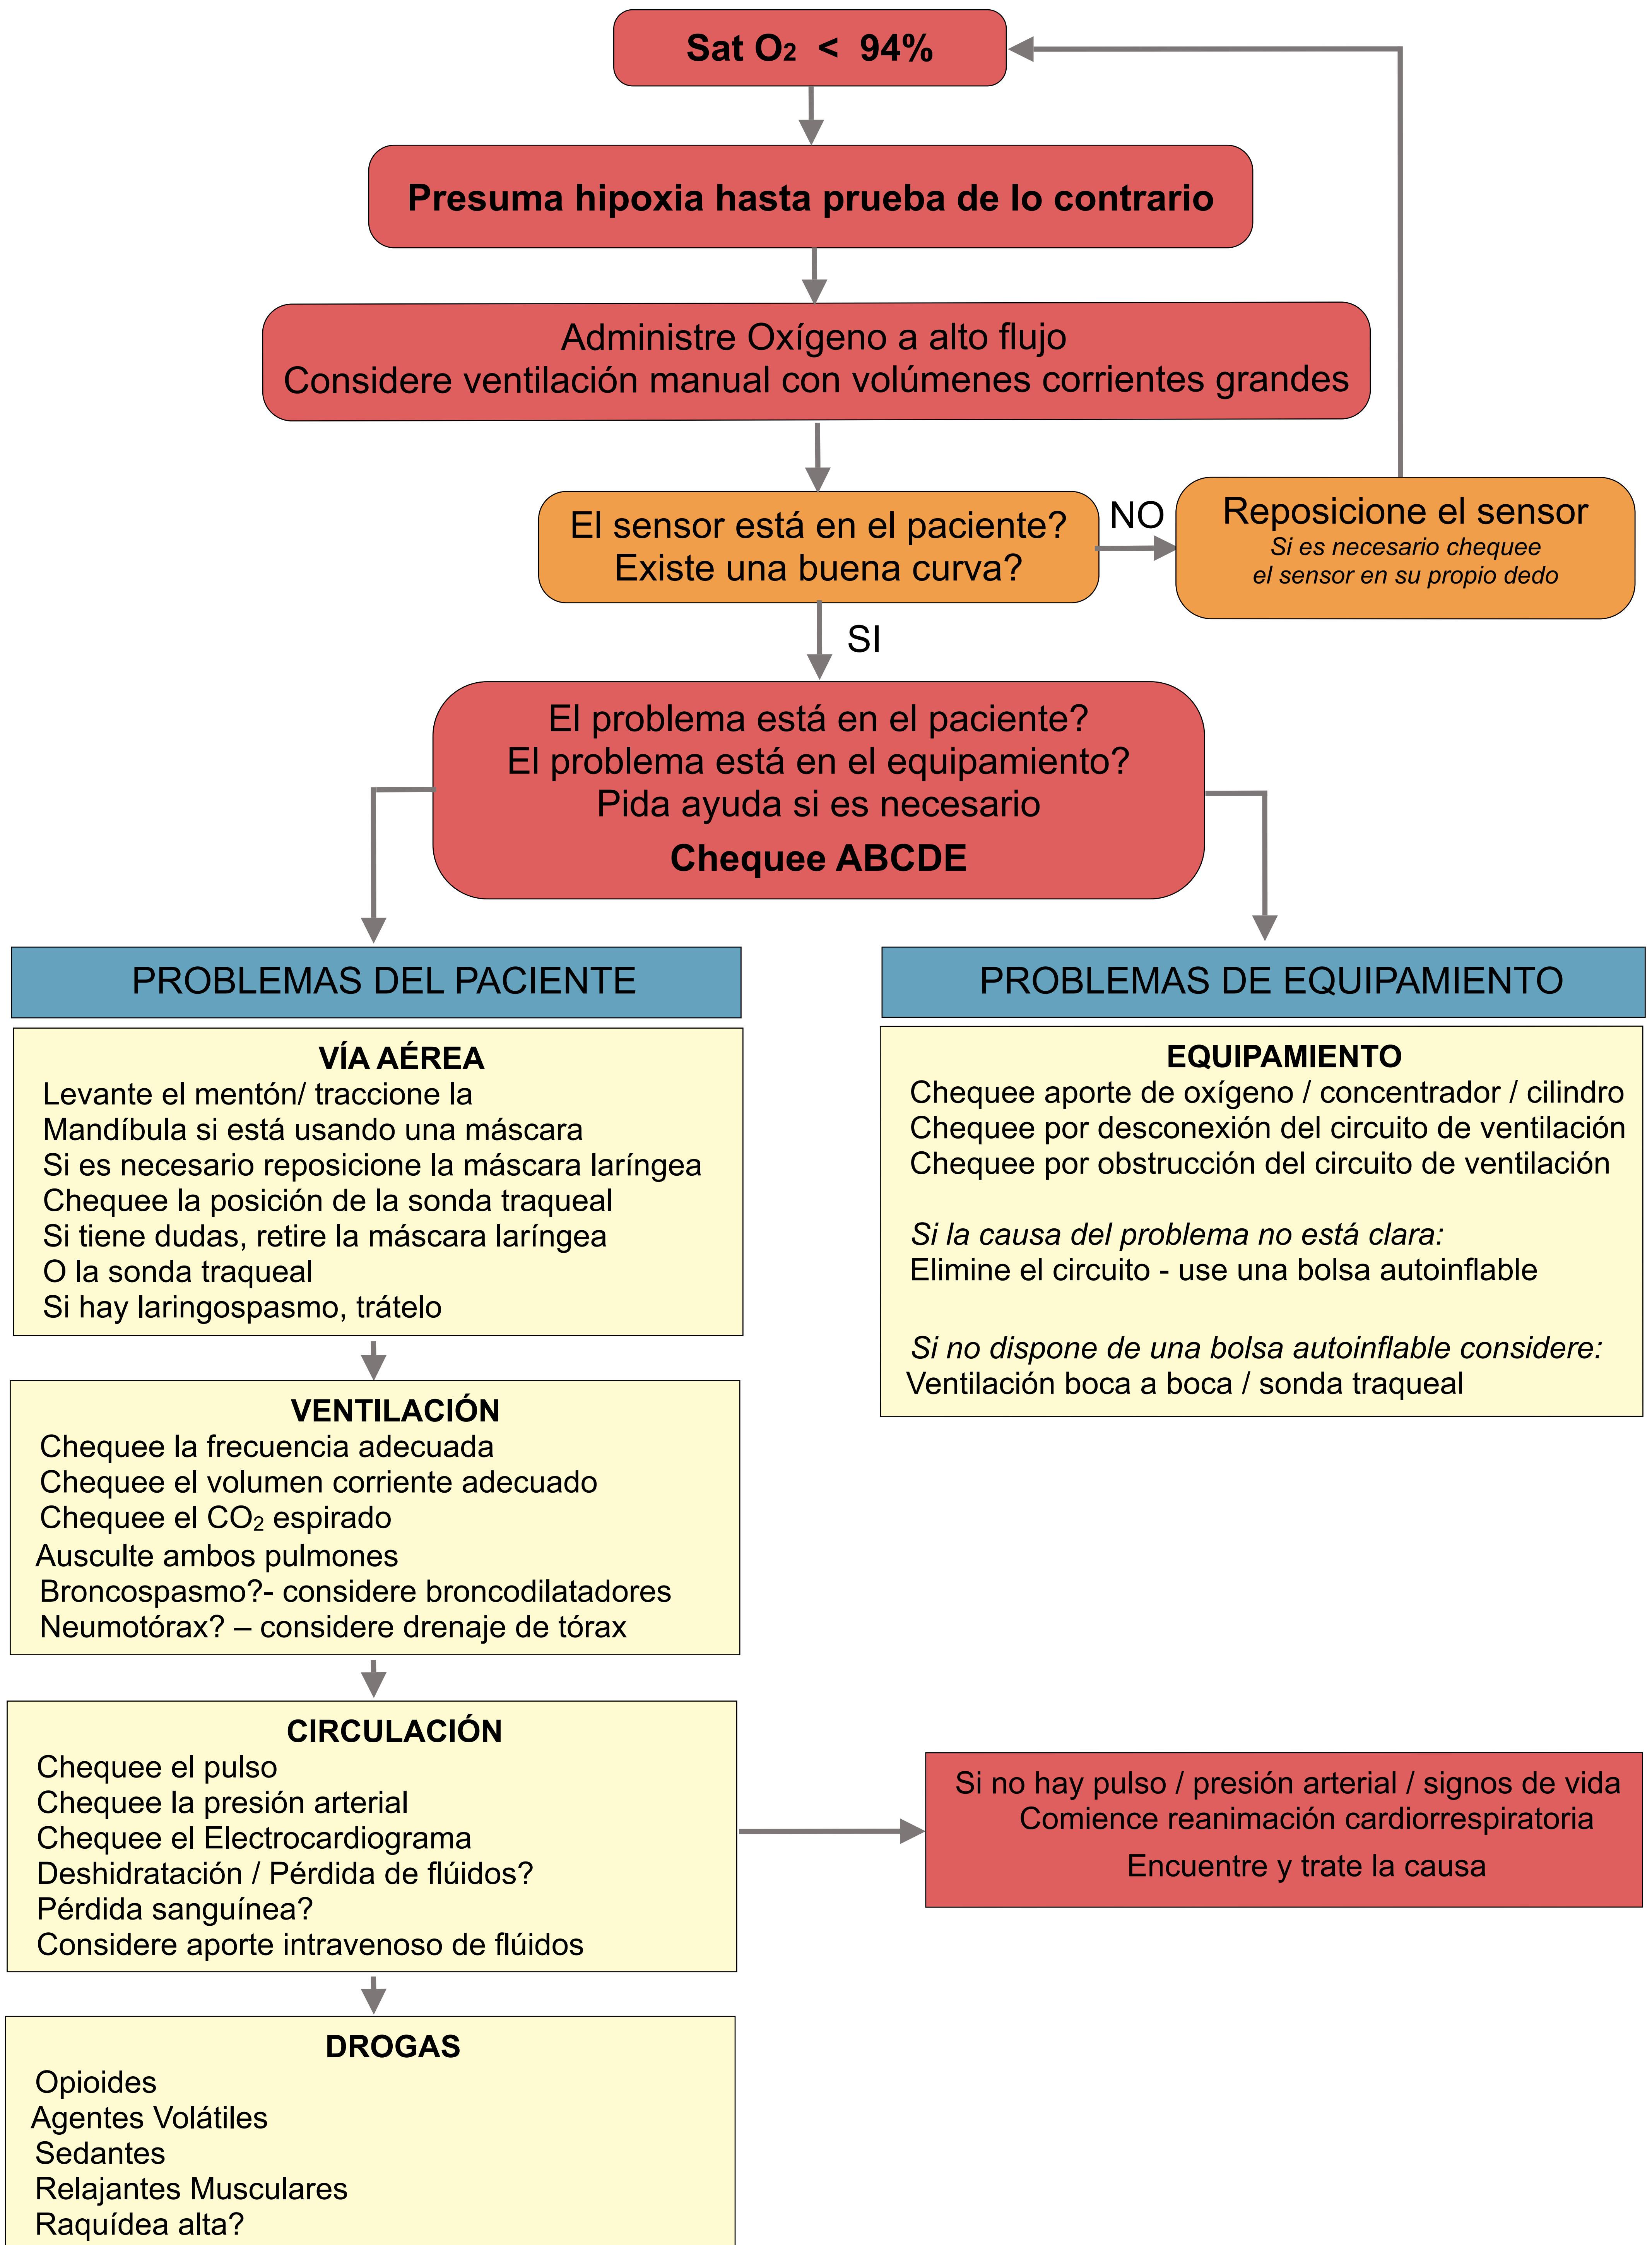 Sat O₂ < 94%
Presuma hipoxia hasta prueba de lo contrario
Administre Oxígeno a alto flujo
Considere ventilación manual con volúmenes corrientes grandes
El sensor está en el paciente?
Existe una buena curva?
NO
Reposicione el sensor
Si es necesario chequee
el sensor en su propio dedo
SI
El problema está en el paciente?
El problema está en el equipamiento?
Pida ayuda si es necesario
Chequee ABCDE
PROBLEMAS DEL PACIENTE
VÍA AÉREA
Levante el mentón/ traccione la
Mandíbula si está usando una máscara
Si es necesario reposicione la máscara laríngea
Chequee la posición de la sonda traqueal
Si tiene dudas, retire la máscara laríngea
O la sonda traqueal
Si hay laringospasmo, trátelo
VENTILACIÓN
Chequee la frecuencia adecuada
Chequee el volumen corriente adecuado
Chequee el CO₂ espirado
Ausculte ambos pulmones
Broncospasmo?- considere broncodilatadores
Neumotórax? – considere drenaje de tórax
CIRCULACIÓN
Chequee el pulso
Chequee la presión arterial
Chequee el Electrocardiograma
Deshidratación / Pérdida de flúidos?
Pérdida sanguínea?
Considere aporte intravenoso de flúidos
DROGAS
Opioides
Agentes Volátiles
Sedantes
Relajantes Musculares
Raquídea alta?
PROBLEMAS DE EQUIPAMIENTO
EQUIPAMIENTO
Chequee aporte de oxígeno / concentrador / cilindro
Chequee por desconexión del circuito de ventilación
Chequee por obstrucción del circuito de ventilación
Si la causa del problema no está clara:
Elimine el circuito - use una bolsa autoinflable
Si no dispone de una bolsa autoinflable considere:
Ventilación boca a boca / sonda traqueal
Si no hay pulso / presión arterial / signos de vida
Comience reanimación cardiorrespiratoria
Encuentre y trate la causa